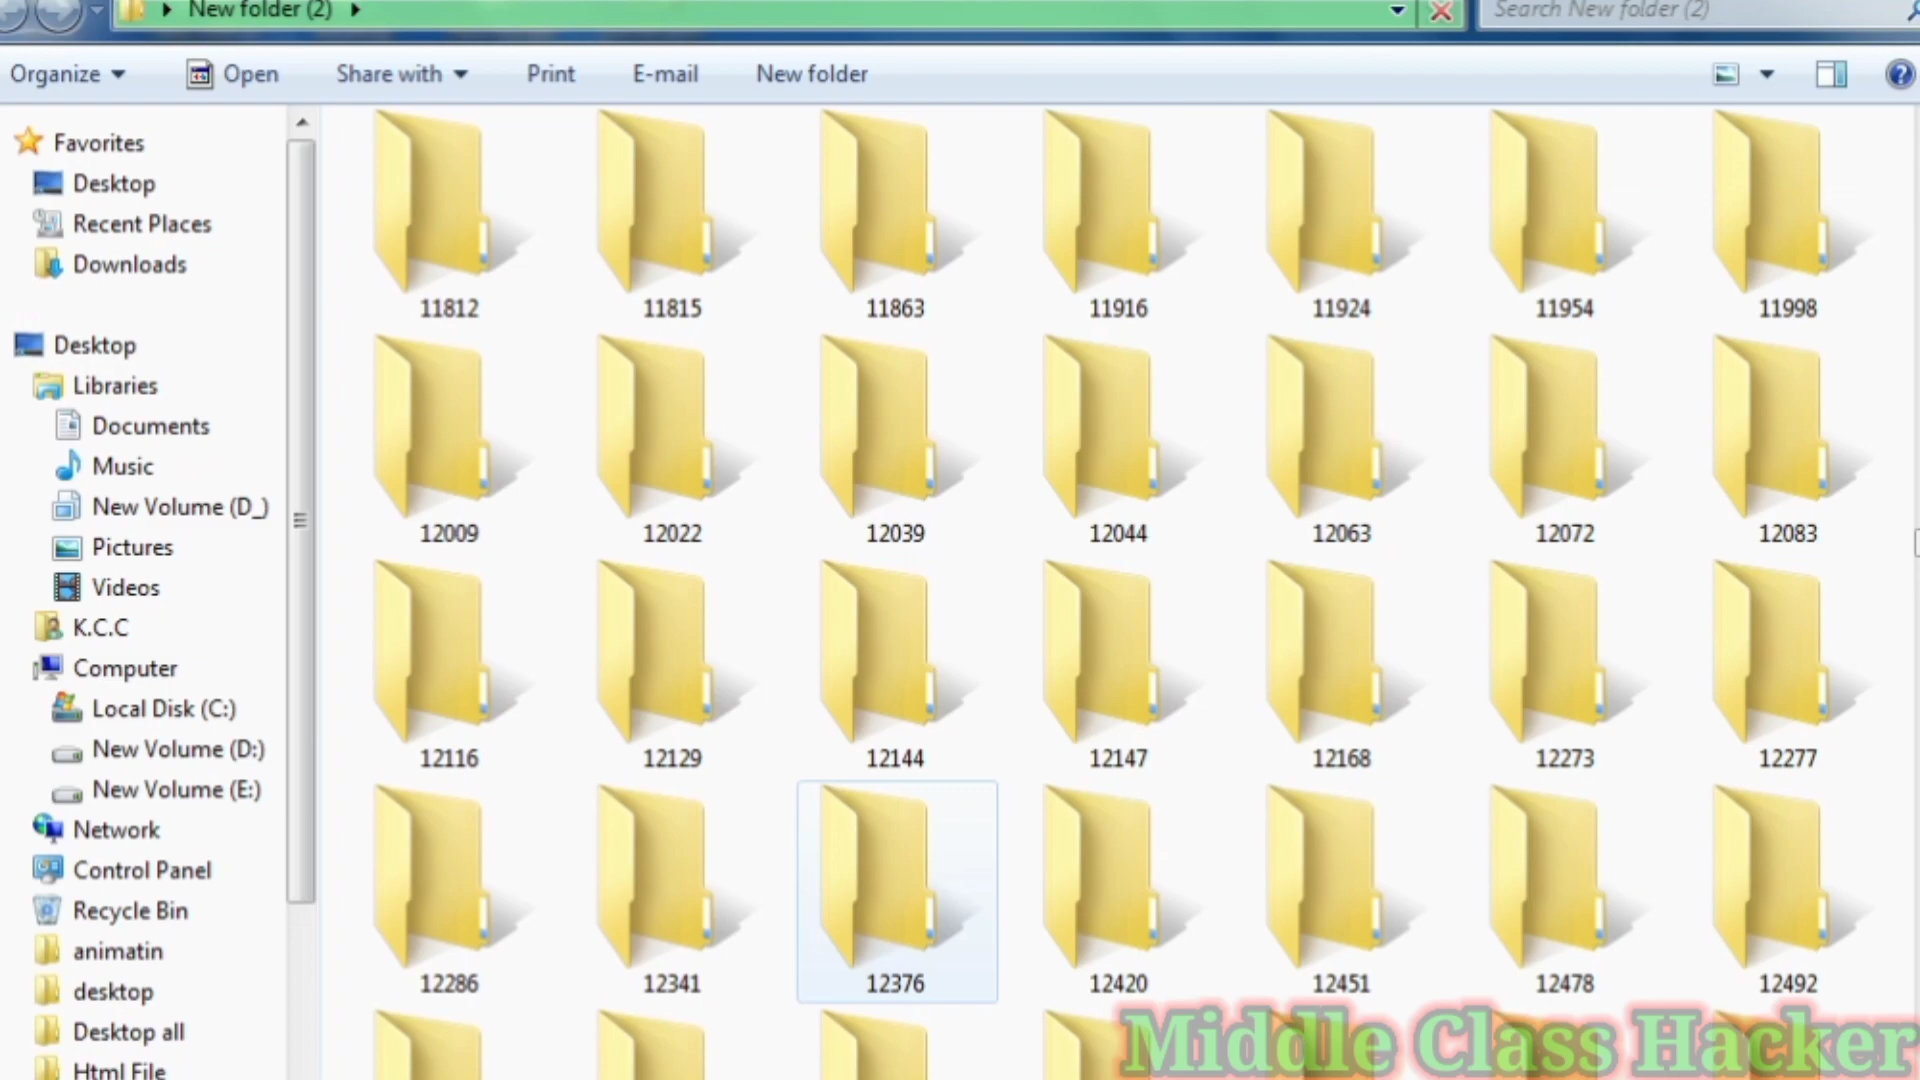 New folder (2)
Search New folder (2)
Organize
Open
Share with
Print
E-mail
New folder
Favorites
Desktop
Recent Places
Downloads
Desktop
Libraries
Documents
Music
New Volume (D_)
Pictures
Videos
K.C.C
Computer
Local Disk (C:)
New Volume (D:)
New Volume (E:)
Network
Control Panel
Recycle Bin
animatin
desktop
Desktop all
Html File
11812 11815 11863 11916 11924 11954 11998
12009 12022 12039 12044 12063 12072 12083
12116 12129 12144 12147 12168 12273 12277
12286 12341 12376 12420 12451 12478 12492
Middle Class Hacker